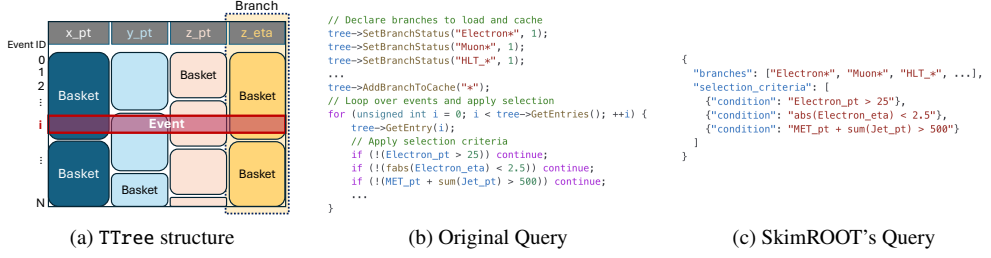 Branch
x_pt
y_pt
z_pt
z_eta
Event ID
0
1
2
⋮
i
⋮
N
Basket
Basket
Basket
Event
Basket
Basket
Basket
(a) TTree structure
// Declare branches to load and cache
tree->SetBranchStatus("Electron*", 1);
tree->SetBranchStatus("Muon*", 1);
tree->SetBranchStatus("HLT_*", 1);
...
tree->AddBranchToCache("*");
// Loop over events and apply selection
for (unsigned int i = 0; i < tree->GetEntries(); ++i) {
tree->GetEntry(i);
// Apply selection criteria
if (!(Electron_pt > 25)) continue;
if (!(fabs(Electron_eta) < 2.5)) continue;
if (!(MET_pt + sum(Jet_pt) > 500)) continue;
...
}
(b) Original Query
{
"branches": ["Electron*", "Muon*", "HLT_*", ...],
"selection_criteria": [
{"condition": "Electron_pt > 25"},
{"condition": "abs(Electron_eta) < 2.5"},
{"condition": "MET_pt + sum(Jet_pt) > 500"}
]
}
(c) SkimROOT's Query